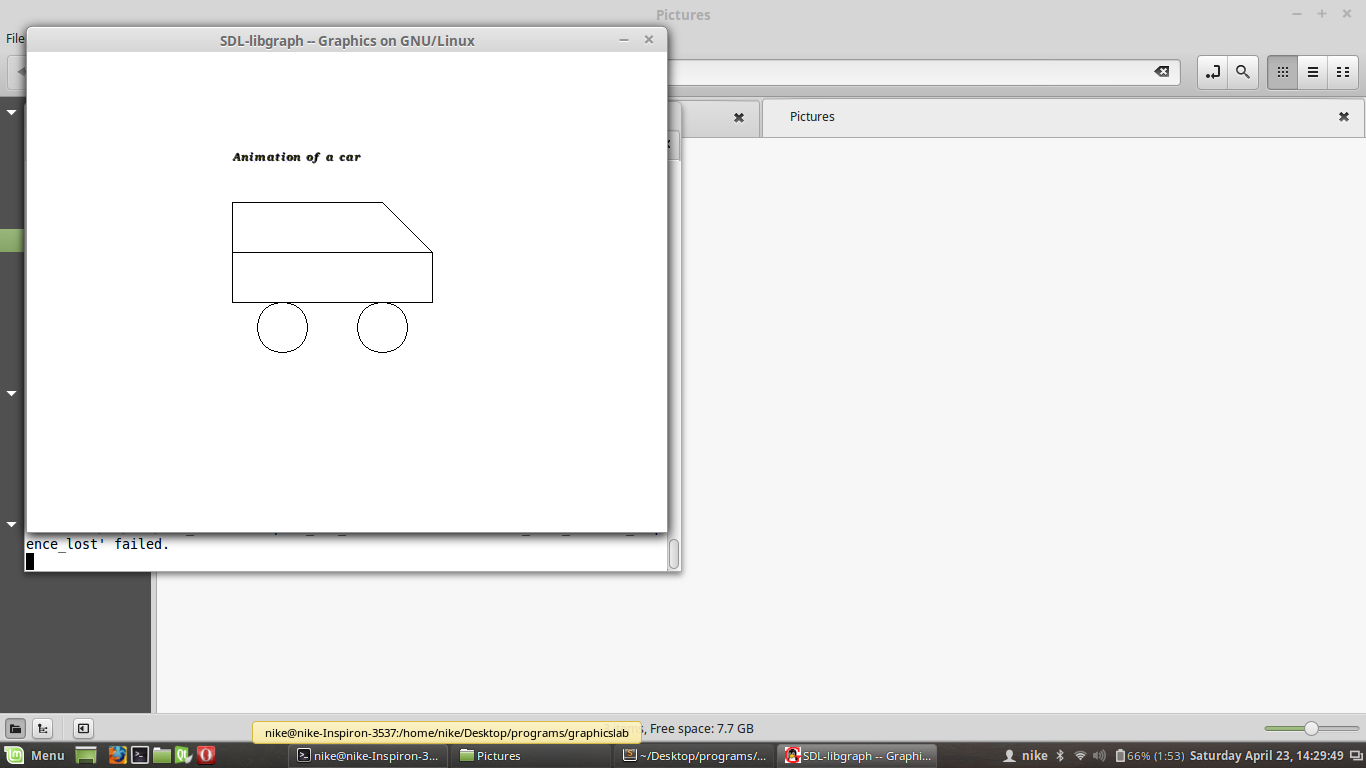 Pictures
File
SDL-libgraph -- Graphics on GNU/Linux
Pictures
Animation of a car
ence_lost' failed.
Free space: 7.7 GB
nike@nike-Inspiron-3537:/home/nike/Desktop/programs/graphicslab
Menu
nike@nike-Inspiron-3...
Pictures
~/Desktop/programs/...
SDL-libgraph -- Graphi...
nike
66% (1:53)
Saturday April 23, 14:29:49